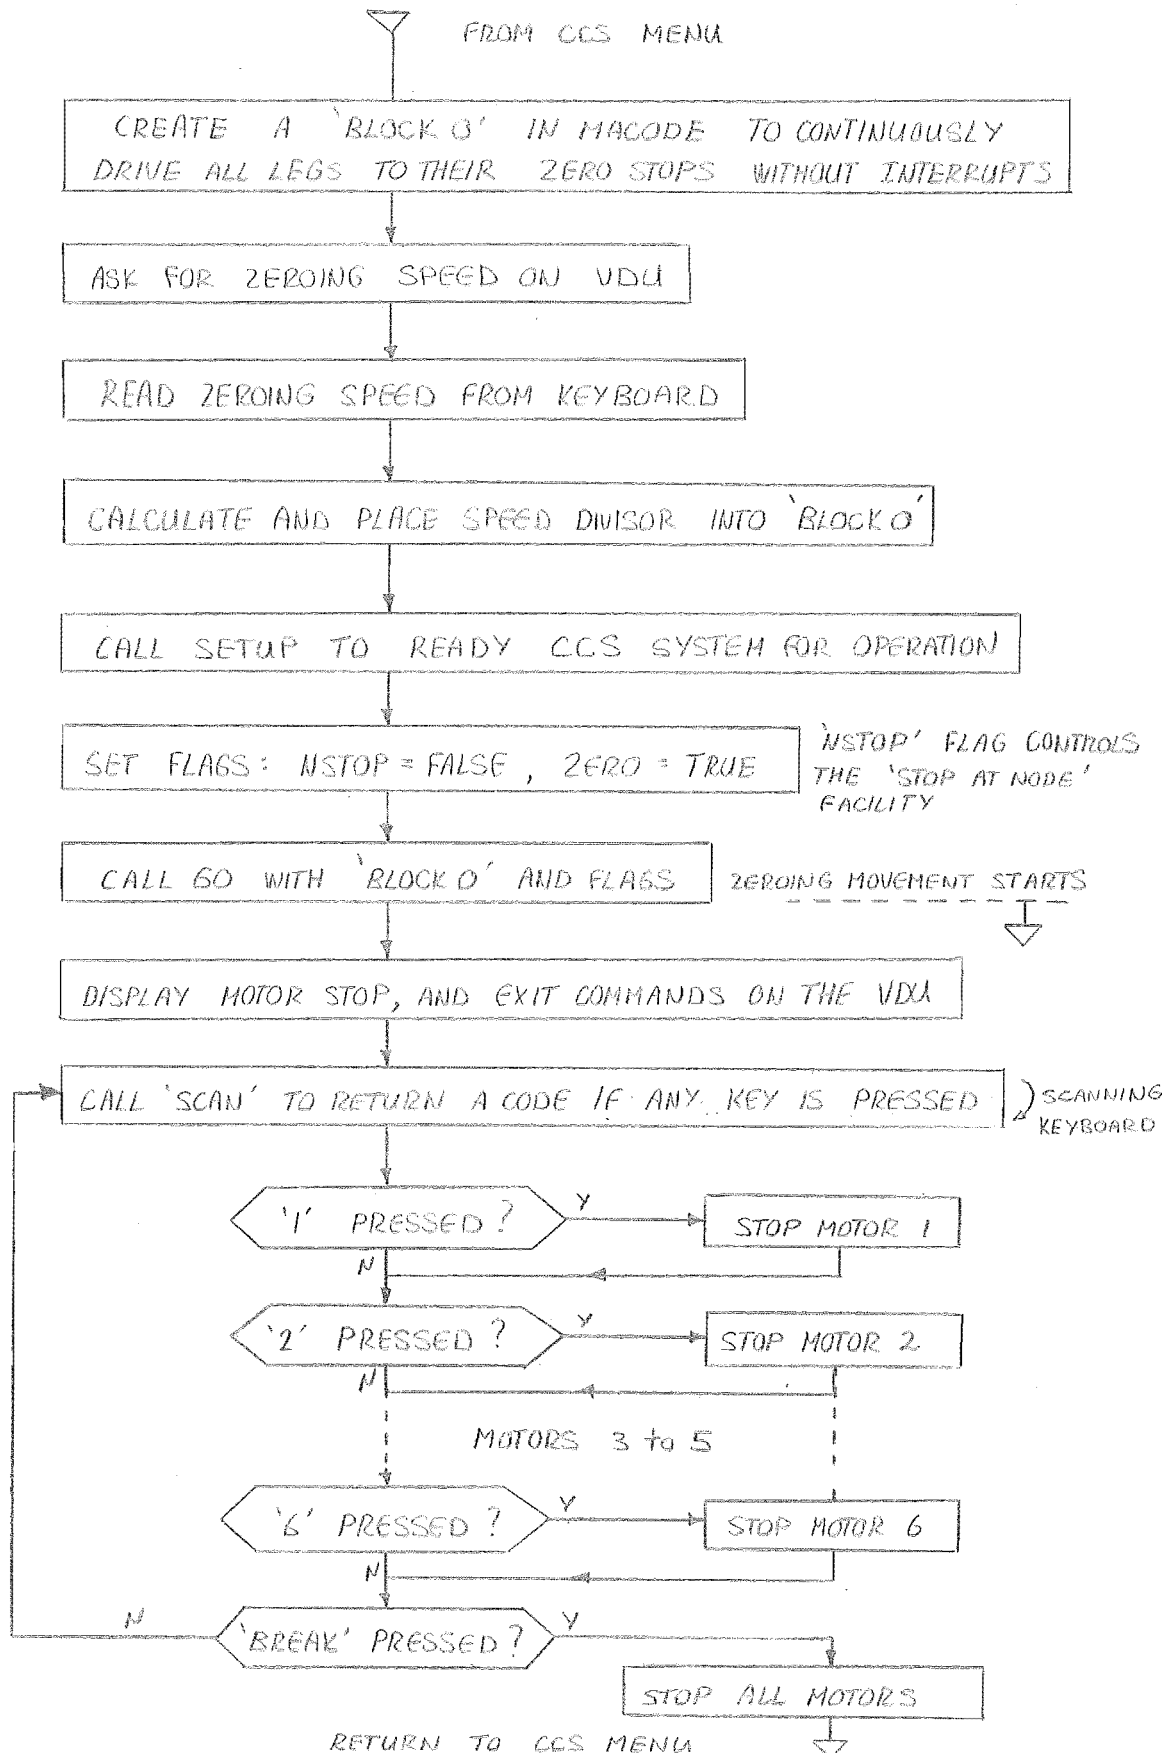 FROM CCS MENU
CREATE A 'BLOCK 0' IN MACODE TO CONTINUOUSLY
DRIVE ALL LEGS TO THEIR ZERO STOPS WITHOUT INTERRUPTS
ASK FOR ZEROING SPEED ON VDU
READ ZEROING SPEED FROM KEYBOARD
CALCULATE AND PLACE SPEED DIVISOR INTO 'BLOCK 0'
CALL SETUP TO READY CCS SYSTEM FOR OPERATION
SET FLAGS: NSTOP = FALSE, ZERO = TRUE
'NSTOP' FLAG CONTROLS
THE 'STOP AT NODE'
FACILITY
CALL GO WITH 'BLOCK 0' AND FLAGS
ZEROING MOVEMENT STARTS
DISPLAY MOTOR STOP, AND EXIT COMMANDS ON THE VDU
CALL 'SCAN' TO RETURN A CODE IF ANY KEY IS PRESSED
SCANNING
KEYBOARD
'1' PRESSED?
Y
STOP MOTOR 1
N
'2' PRESSED?
Y
STOP MOTOR 2
N
MOTORS 3 to 5
'6' PRESSED?
Y
STOP MOTOR 6
N
N
'BREAK' PRESSED?
Y
STOP ALL MOTORS
RETURN TO CCS MENU